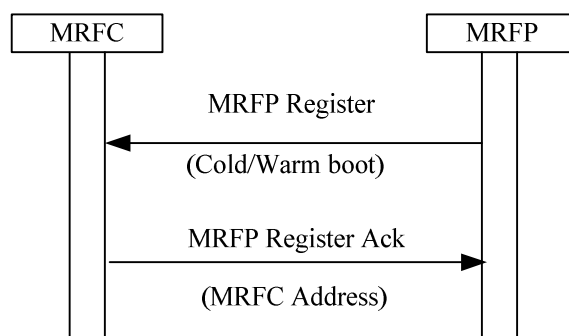 MRFC
MRFP
MRFP Register
(Cold/Warm boot)
MRFP Register Ack
(MRFC Address)